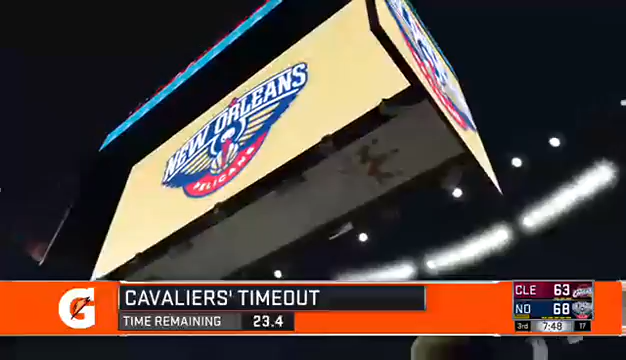 NEW ORLEANS
PELICANS
G
CAVALIERS' TIMEOUT
TIME REMAINING 23.4
CLE 63
NO 68
3rd 7:48 17